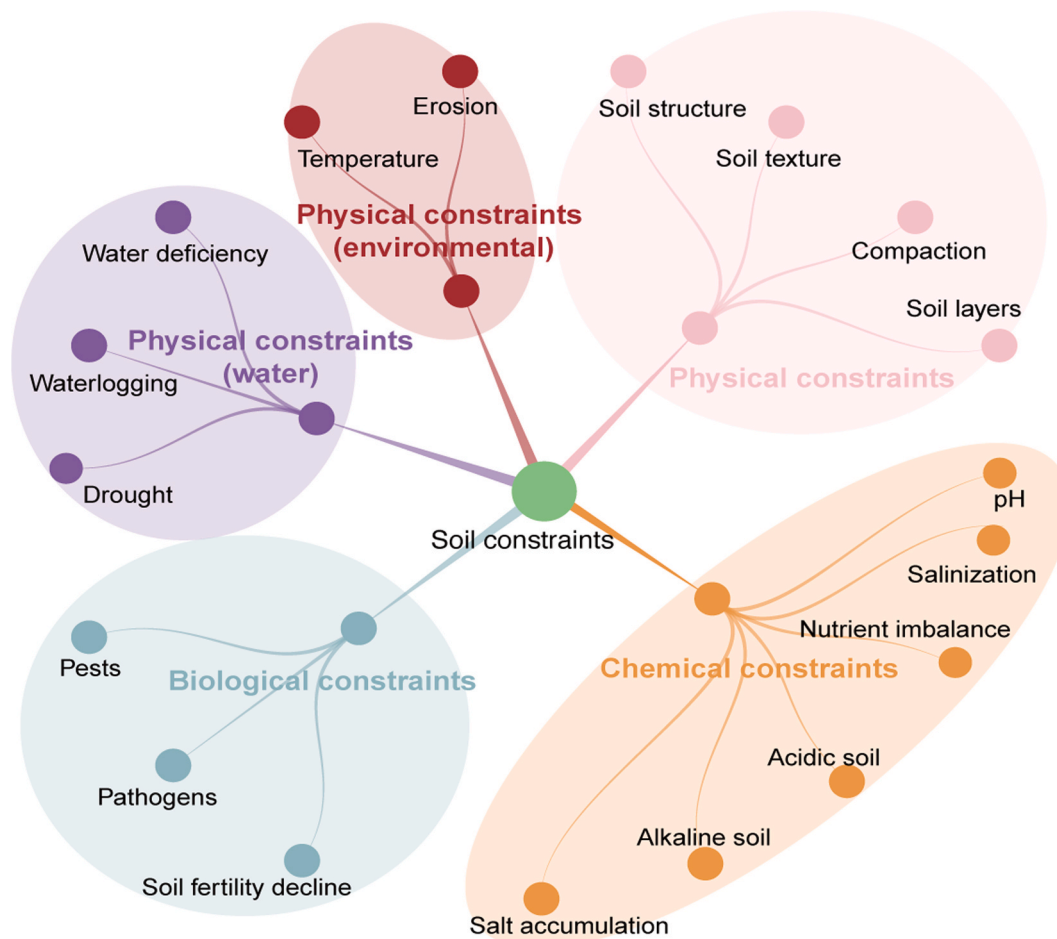 Erosion
Temperature
Physical constraints
(environmental)
Soil structure
Soil texture
Compaction
Soil layers
Physical constraints
Water deficiency
Physical constraints
(water)
Waterlogging
Drought
Soil constraints
pH
Salinization
Nutrient imbalance
Chemical constraints
Acidic soil
Alkaline soil
Salt accumulation
Pests
Biological constraints
Pathogens
Soil fertility decline